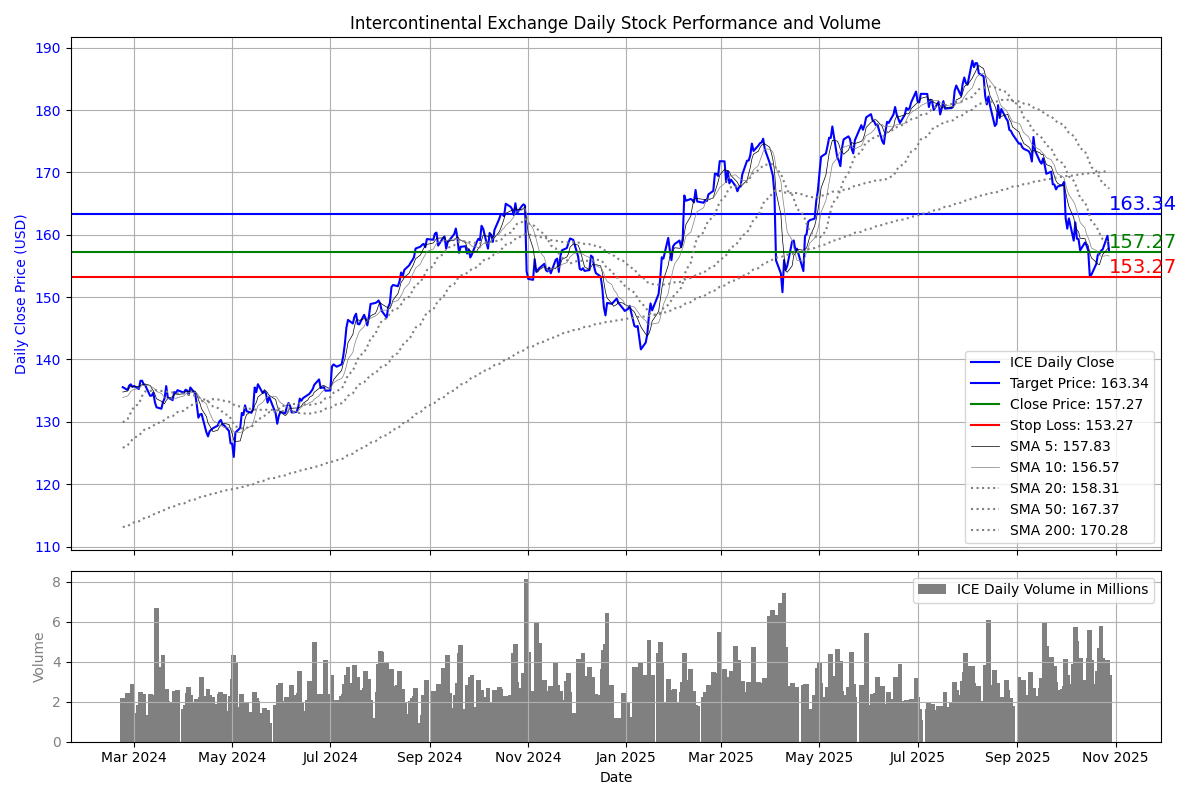 Intercontinental Exchange Daily Stock Performance and Volume
Daily Close Price (USD)
190
180
170
160
150
140
130
120
110
163.34
157.27
153.27
ICE Daily Close
Target Price: 163.34
Close Price: 157.27
Stop Loss: 153.27
SMA 5: 157.83
SMA 10: 156.57
SMA 20: 158.31
SMA 50: 167.37
SMA 200: 170.28
Volume
8
6
4
2
0
ICE Daily Volume in Millions
Mar 2024 May 2024 Jul 2024 Sep 2024 Nov 2024 Jan 2025 Mar 2025 May 2025 Jul 2025 Sep 2025 Nov 2025
Date